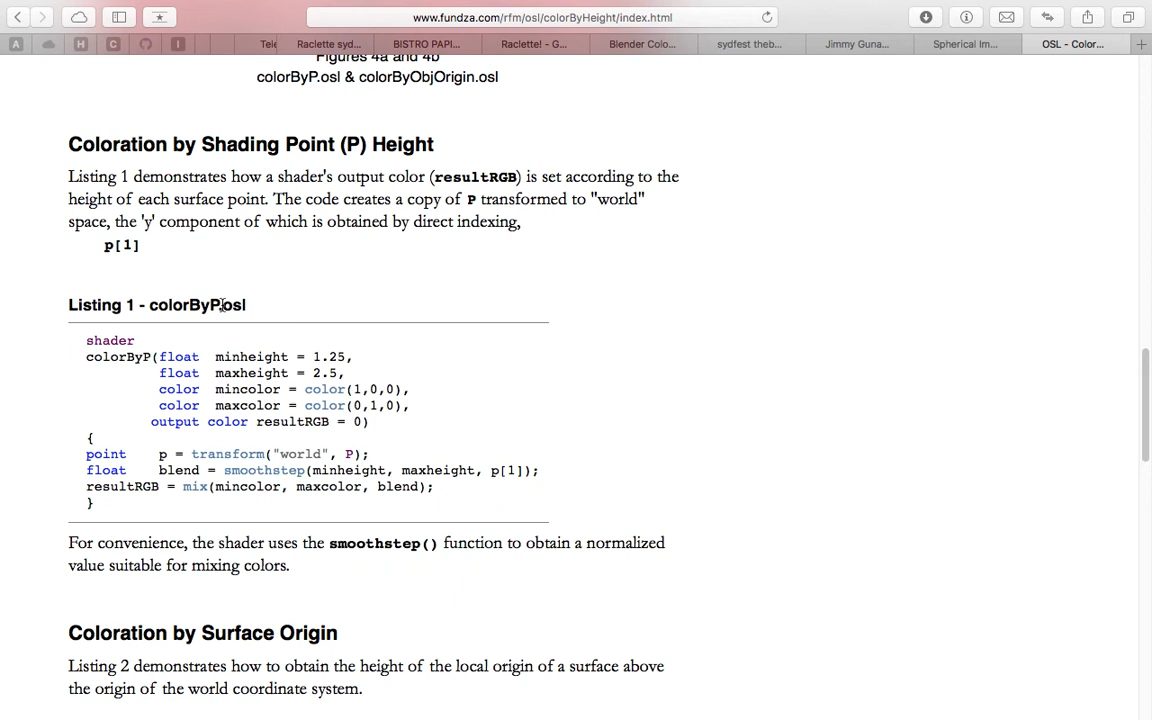 www.fundza.com/rfm/osl/colorByHeight/index.html
A H C I Tele Raclette syd... BISTRO PAPI... Raclette! - G... Blender Colo... sydfest theb... Jimmy Guna... Spherical Im... OSL - Color...
Figures 4a and 4b
colorByP.osl & colorByObjOrigin.osl
Coloration by Shading Point (P) Height
Listing 1 demonstrates how a shader's output color (resultRGB) is set according to the
height of each surface point. The code creates a copy of P transformed to "world"
space, the 'y' component of which is obtained by direct indexing,
p[1]
Listing 1 - colorByP.osl
shader
colorByP(float minheight = 1.25,
float maxheight = 2.5,
color mincolor = color(1,0,0),
color maxcolor = color(0,1,0),
output color resultRGB = 0)
{
point p = transform("world", P);
float blend = smoothstep(minheight, maxheight, p[1]);
resultRGB = mix(mincolor, maxcolor, blend);
}
For convenience, the shader uses the smoothstep() function to obtain a normalized
value suitable for mixing colors.
Coloration by Surface Origin
Listing 2 demonstrates how to obtain the height of the local origin of a surface above
the origin of the world coordinate system.